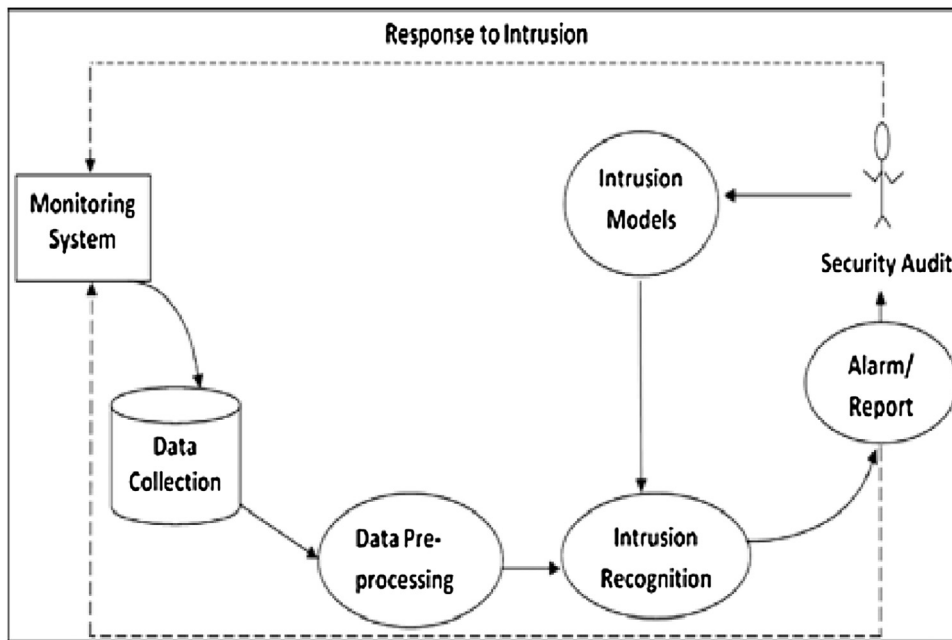 Response to Intrusion
Monitoring
System
Intrusion
Models
Security Audit
Alarm/
Report
Data
Collection
Data Pre-
processing
Intrusion
Recognition